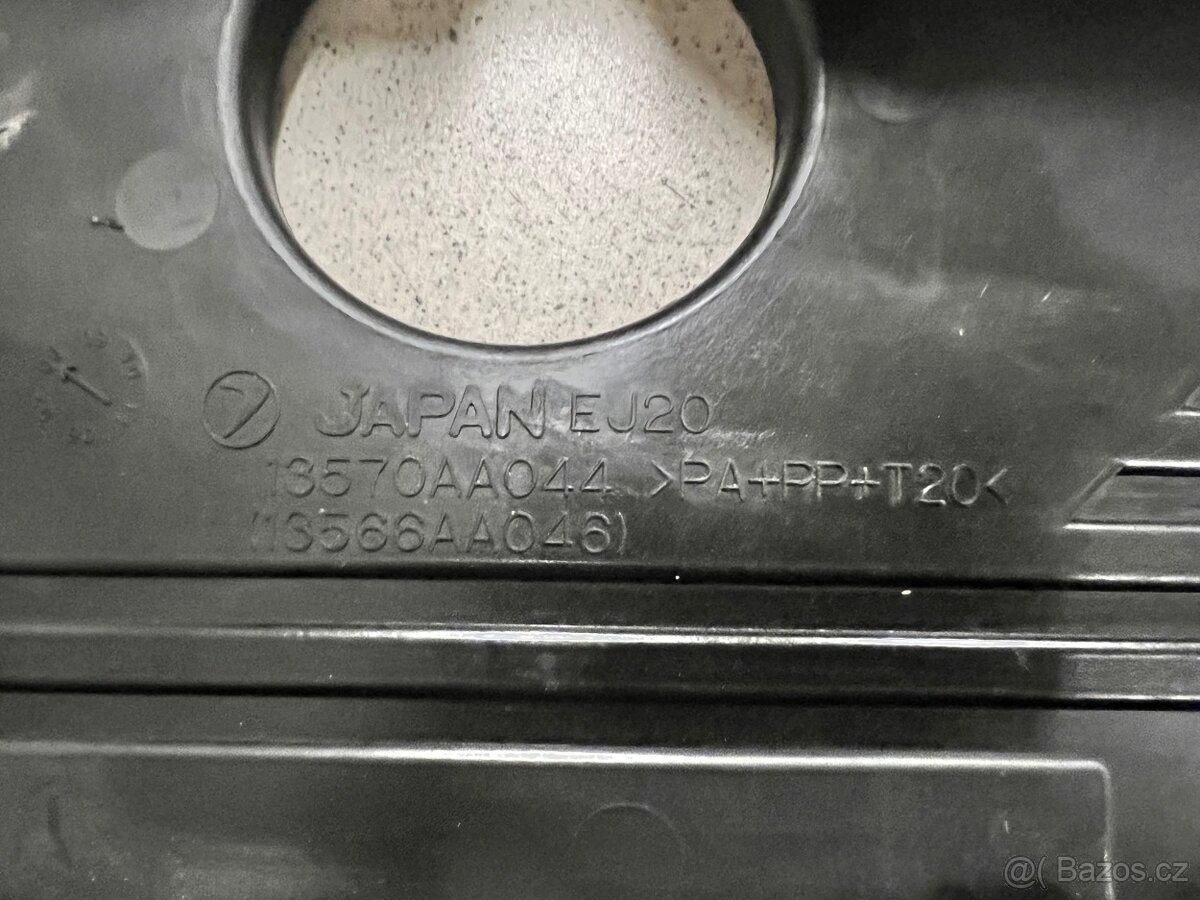 JAPAN EJ20
13570AA044 >PA+PP+T20<
(13566AA046)
@( Bazos.cz